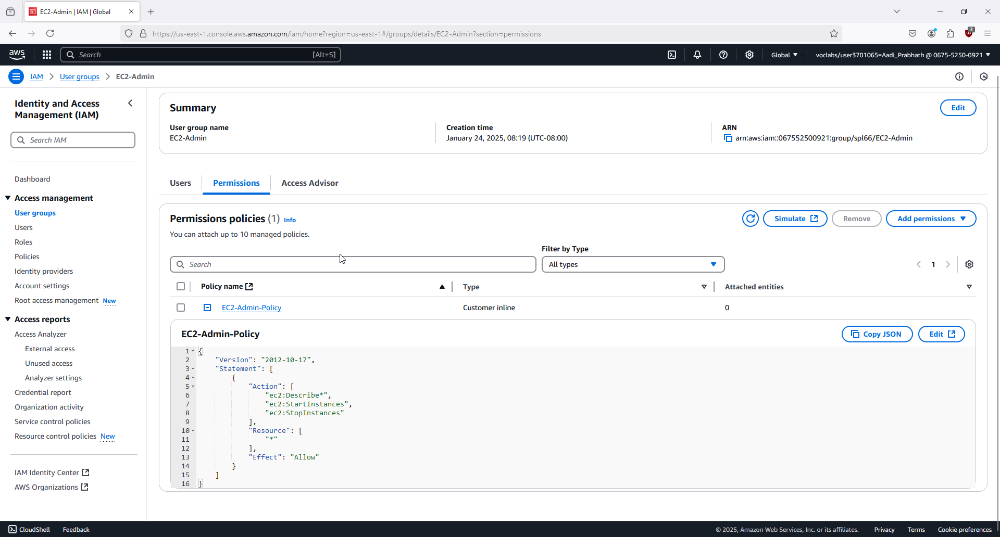 EC2-Admin | IAM | Global
https://us-east-1.console.aws.amazon.com/iam/home?region=us-east-1#/groups/details/EC2-Admin?section=permissions
3
aws
Search [Alt+S]
Global
voclabs/user3701065=Aadi_Prabhath @ 0675-5250-0921
IAM > User groups > EC2-Admin
Identity and Access
Management (IAM)
Search IAM
Dashboard
Access management
User groups
Users
Roles
Policies
Identity providers
Account settings
Root access management New
Access reports
Access Analyzer
External access
Unused access
Analyzer settings
Credential report
Organization activity
Service control policies
Resource control policies New
IAM Identity Center
AWS Organizations
Summary
Edit
User group name
EC2-Admin
Creation time
January 24, 2025, 08:19 (UTC-08:00)
ARN
arn:aws:iam::067552500921:group/spl66/EC2-Admin
Users
Permissions
Access Advisor
Permissions policies (1) Info
You can attach up to 10 managed policies.
Simulate
Remove
Add permissions
Filter by Type
Search
All types
1
Policy name
Type
Attached entities
EC2-Admin-Policy
Customer inline
0
EC2-Admin-Policy
Copy JSON
Edit
1 {
2 "Version": "2012-10-17",
3 "Statement": [
4 {
5 "Action": [
6 "ec2:Describe*",
7 "ec2:StartInstances",
8 "ec2:StopInstances"
9 ],
10 "Resource": [
11 "*"
12 ],
13 "Effect": "Allow"
14 }
15 ]
16 }
CloudShell
Feedback
© 2025, Amazon Web Services, Inc. or its affiliates.
Privacy
Terms
Cookie preferences